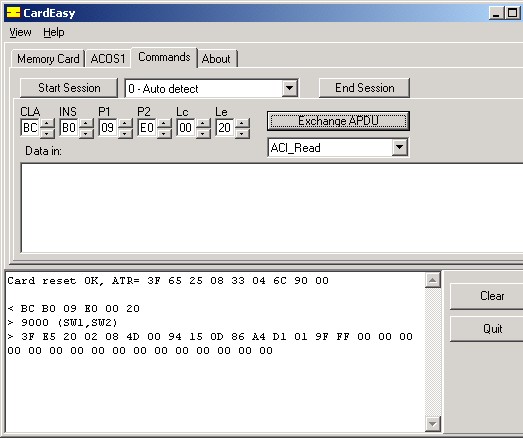 CardEasy
View Help
Memory Card ACOS1 Commands About
Start Session 0 - Auto detect End Session
CLA INS P1 P2 Lc Le
BC B0 09 E0 00 20 Exchange APDU
ACI_Read
Data in:
Card reset OK, ATR= 3F 65 25 08 33 04 6C 90 00
< BC B0 09 E0 00 20
> 9000 (SW1,SW2)
> 3F E5 20 02 08 4D 00 94 15 0D 86 A4 D1 01 9F FF 00 00 00
00 00 00 00 00 00 00 00 00 00 00 00 00 00
Clear
Quit